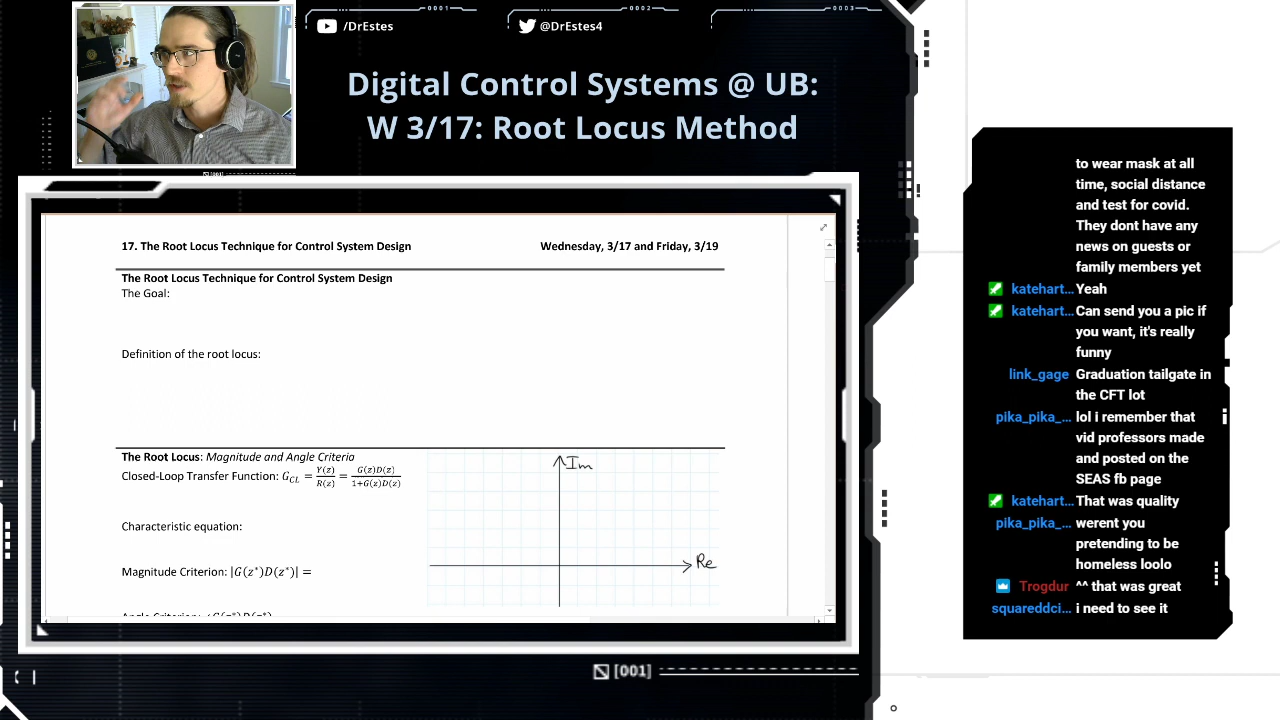 0001
0002
0003
/DrEstes
@DrEstes4
Digital Control Systems @ UB:
W 3/17: Root Locus Method
[001]
17. The Root Locus Technique for Control System Design
Wednesday, 3/17 and Friday, 3/19
The Root Locus Technique for Control System Design
The Goal:
Definition of the root locus:
The Root Locus: Magnitude and Angle Criteria
Closed-Loop Transfer Function: G_CL = Y(z)/R(z) = G(z)D(z)/1+G(z)D(z)
Im
Characteristic equation:
Re
Magnitude Criterion: |G(z*)D(z*)| =
Angle Criterion: ∠G(z*)D(z*)
[001]
to wear mask at all
time, social distance
and test for covid.
They dont have any
news on guests or
family members yet
katehart... Yeah
katehart... Can send you a pic if
you want, it's really
funny
link_gage Graduation tailgate in
the CFT lot
pika_pika_... lol i remember that
vid professors made
and posted on the
SEAS fb page
katehart... That was quality
pika_pika_... werent you
pretending to be
homeless loolo
Trogdur ^^ that was great
squareddci... i need to see it